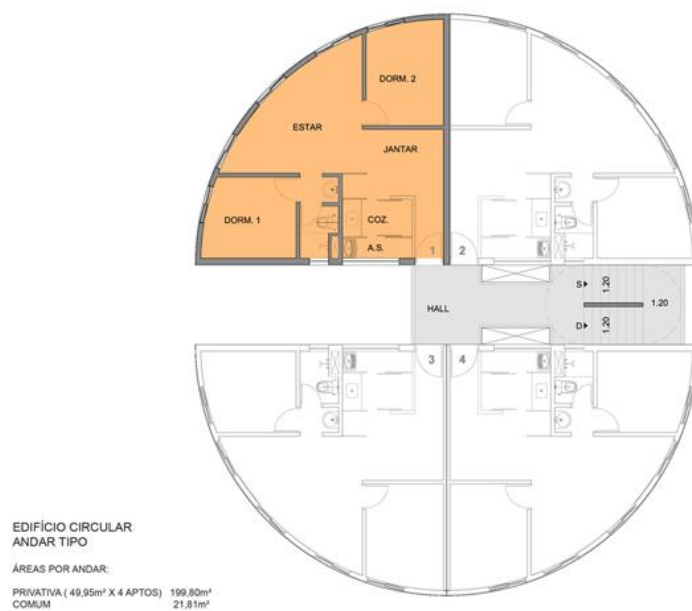 DORM. 2
ESTAR
JANTAR
DORM. 1
COZ.
A.S.
1
2
S
1.20
HALL
1.20
D
1.20
3
4
EDIFÍCIO CIRCULAR
ANDAR TIPO
ÁREAS POR ANDAR:
PRIVATIVA ( 49,95m² X 4 APTOS) 199,80m²
COMUM 21,81m²